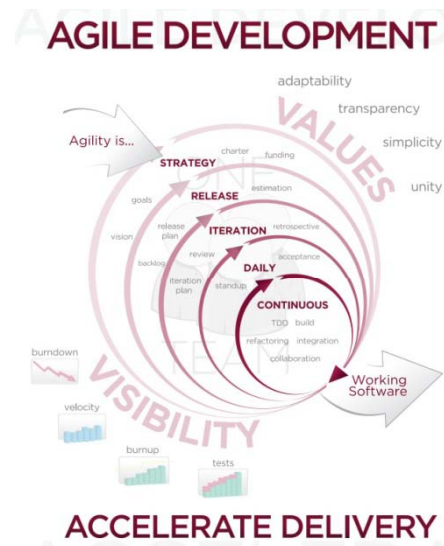 AGILE DEVELOPMENT
adaptability
transparency
simplicity
unity
VALUES
Agility is...
STRATEGY
charter
funding
goals
vision
RELEASE
estimation
release
plan
backlog
ITERATION
retrospective
review
iteration
plan
DAILY
acceptance
standup
CONTINUOUS
TDD build
refactoring integration
collaboration
ONE
TEAM
VISIBILITY
burndown
velocity
burnup
tests
Working
Software
ACCELERATE DELIVERY